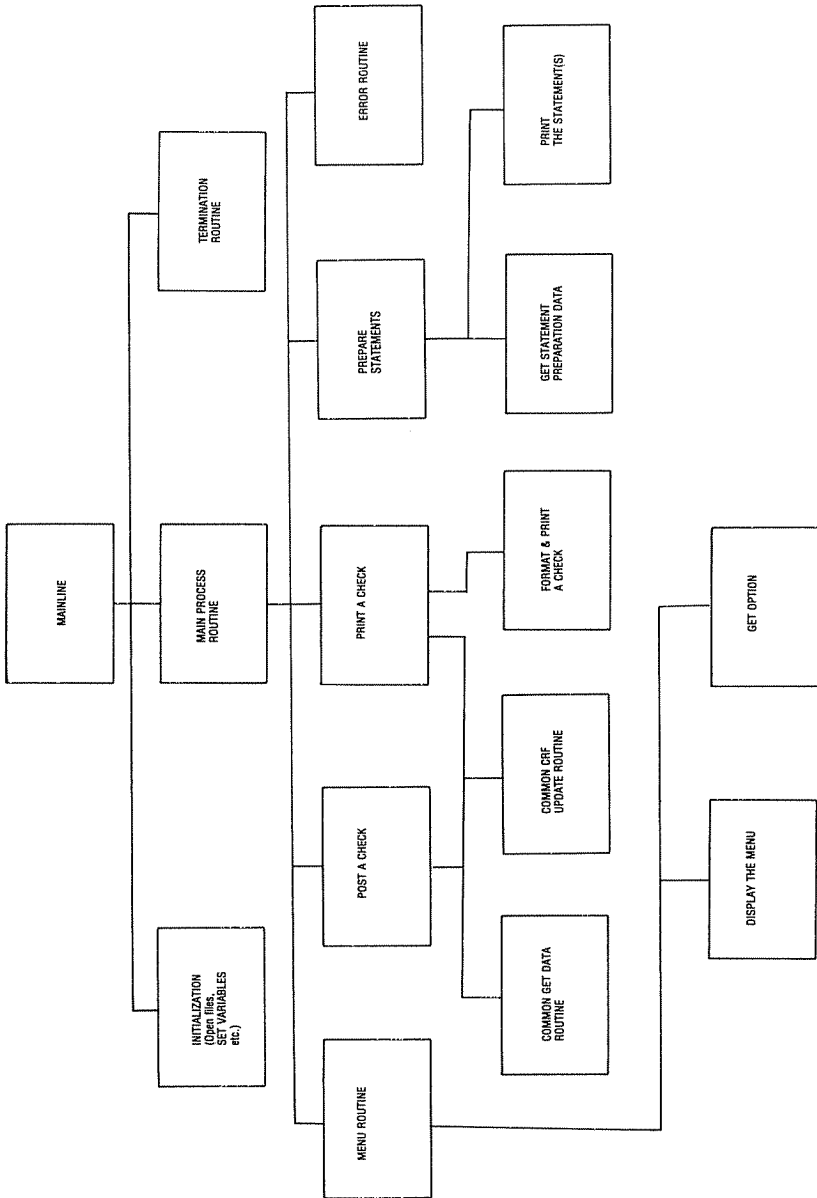 MAINLINE
INITIALIZATION
(Open files,
SET VARIABLES
etc.)
MAIN PROCESS
ROUTINE
TERMINATION
ROUTINE
MENU ROUTINE
POST A CHECK
PRINT A CHECK
PREPARE
STATEMENTS
ERROR ROUTINE
COMMON GET DATA
ROUTINE
COMMON CRF
UPDATE ROUTINE
FORMAT & PRINT
A CHECK
GET STATEMENT
PREPARATION DATA
PRINT
THE STATEMENT(S)
DISPLAY THE MENU
GET OPTION